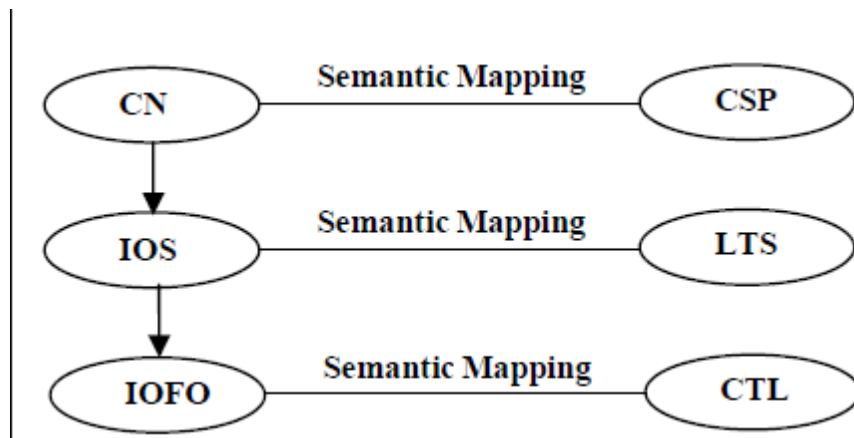 Semantic Mapping
CN
CSP
Semantic Mapping
IOS
LTS
Semantic Mapping
IOFO
CTL